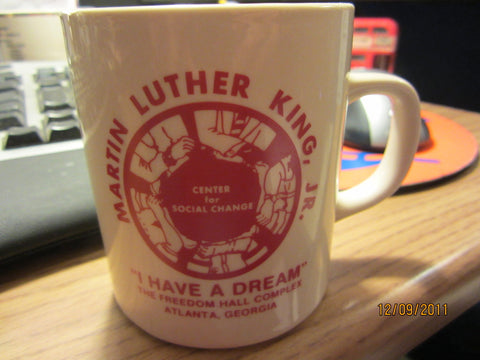 MARTIN LUTHER KING, JR.
CENTER
for
SOCIAL CHANGE
"I HAVE A DREAM"
THE FREEDOM HALL COMPLEX
ATLANTA, GEORGIA
12/09/2011